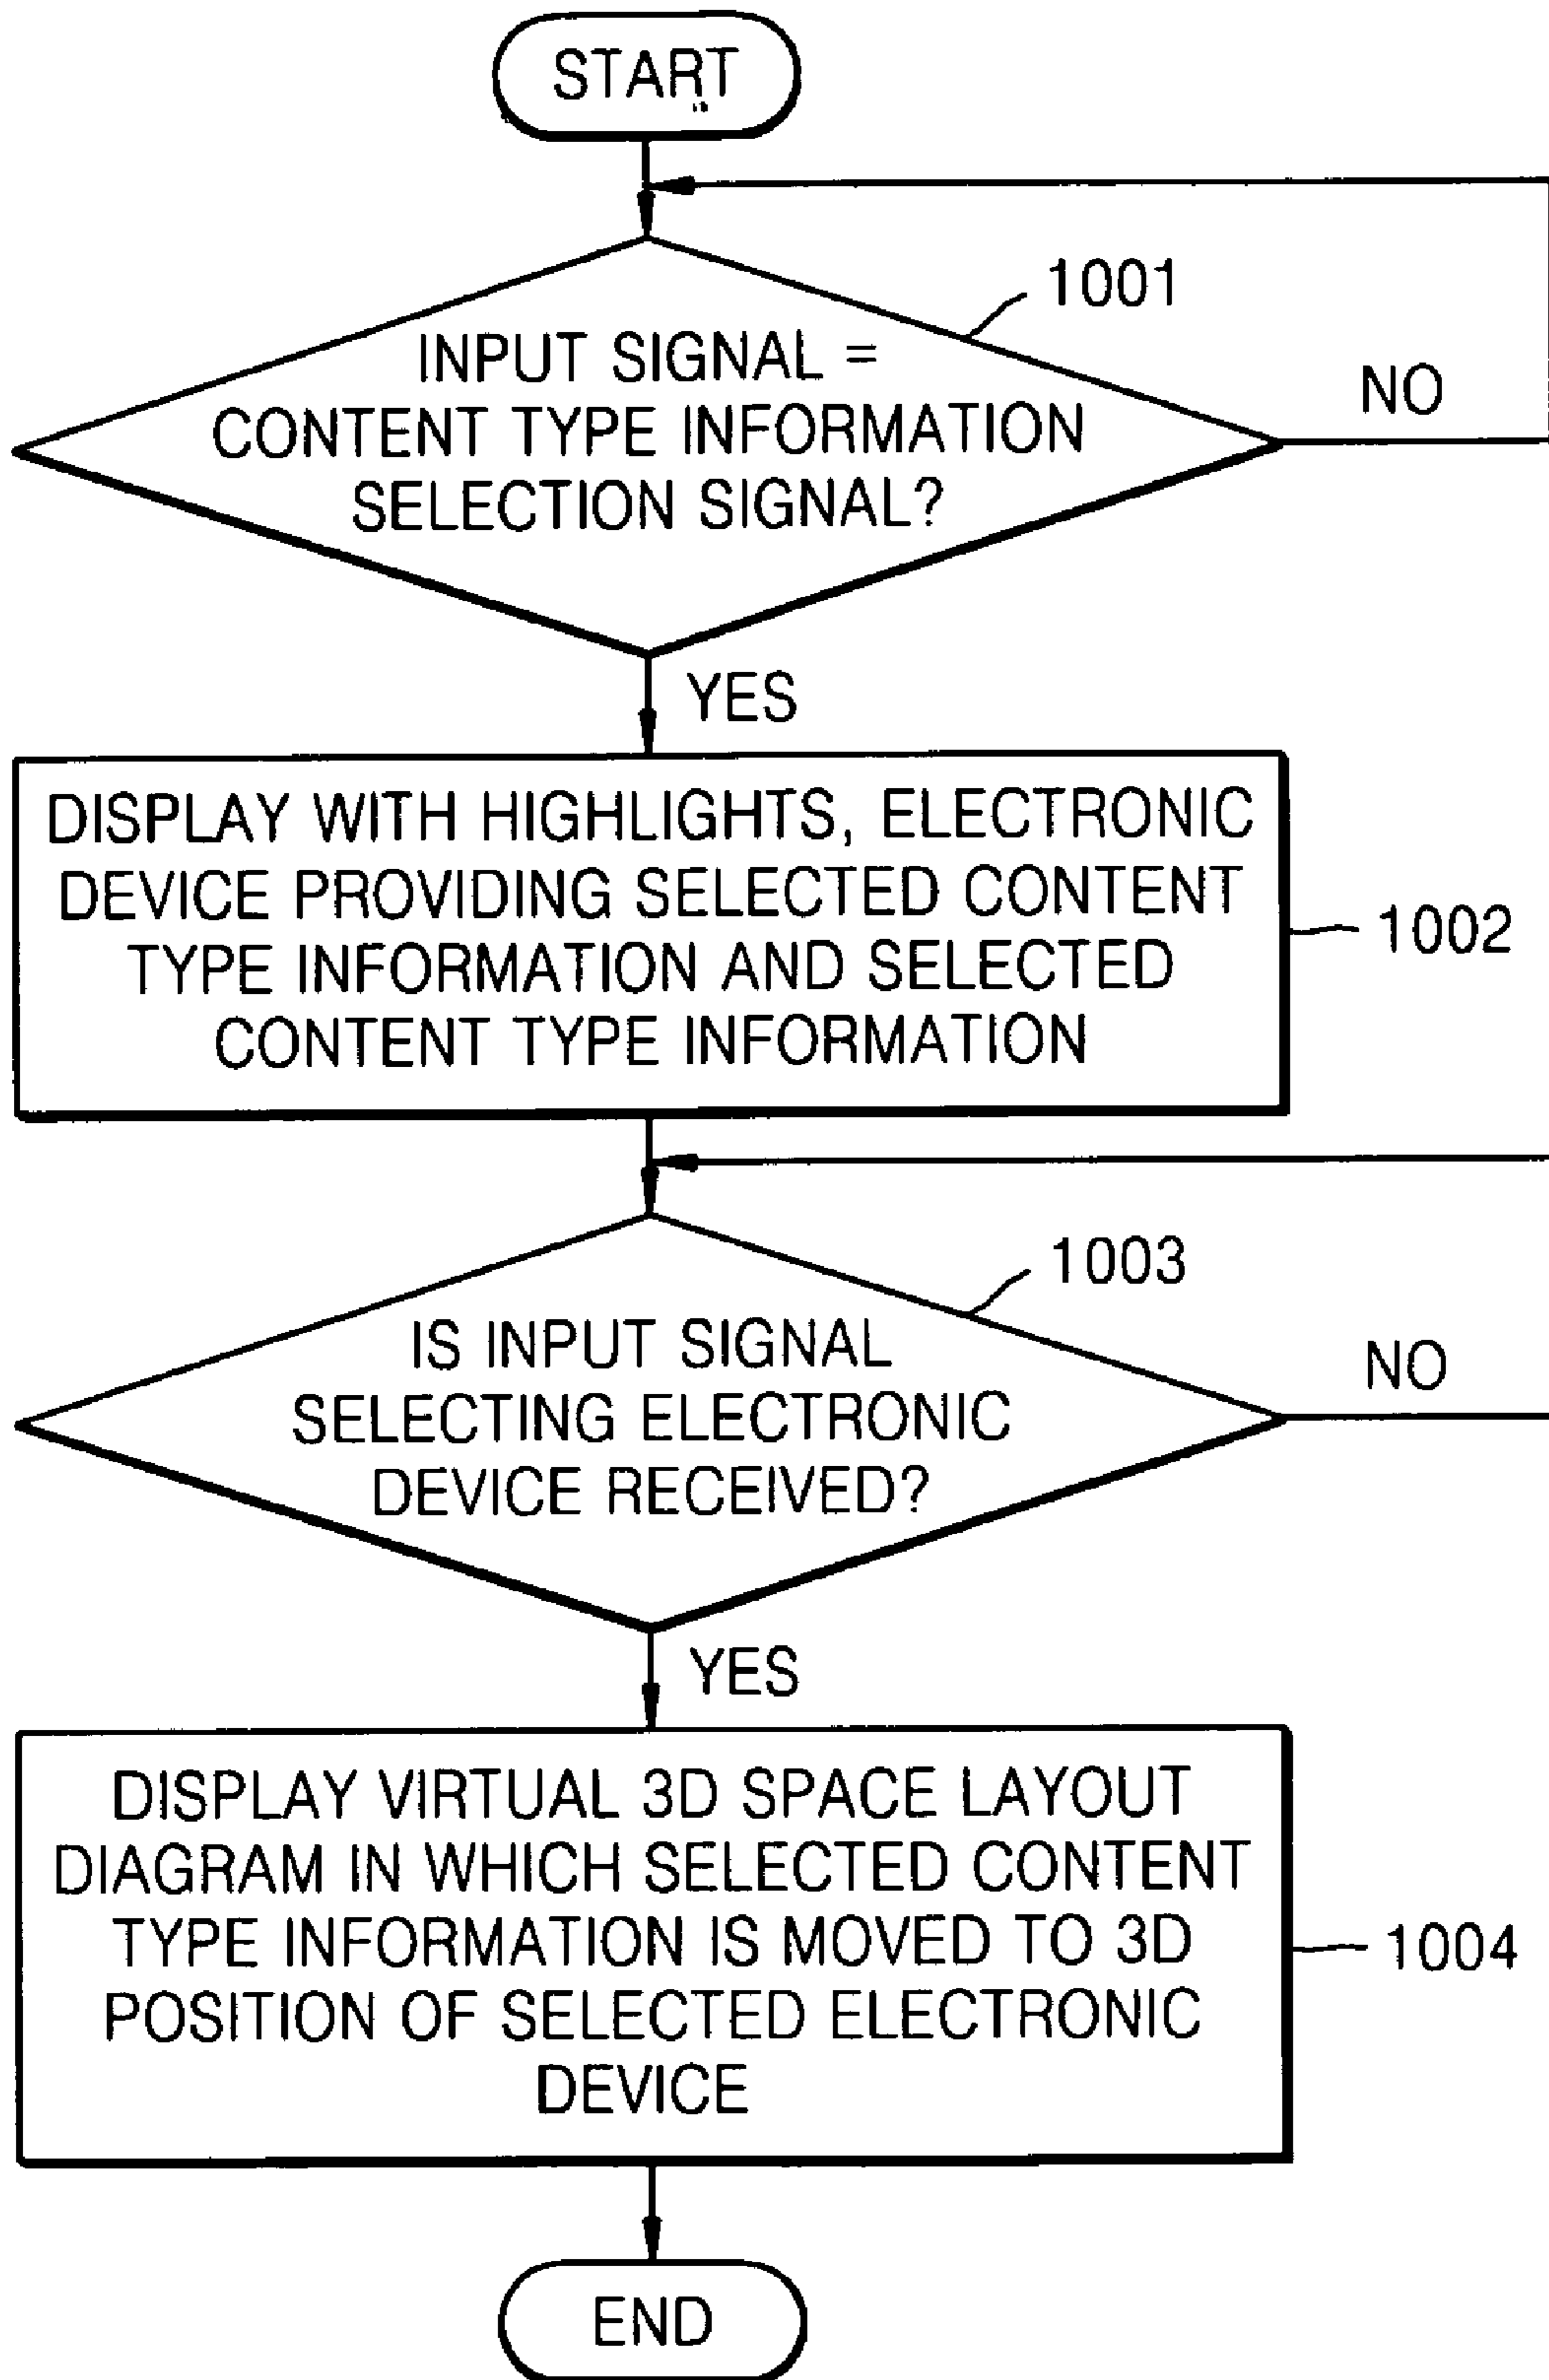 START
1001
INPUT SIGNAL =
CONTENT TYPE INFORMATION
SELECTION SIGNAL?
NO
YES
DISPLAY WITH HIGHLIGHTS, ELECTRONIC
DEVICE PROVIDING SELECTED CONTENT
TYPE INFORMATION AND SELECTED
CONTENT TYPE INFORMATION
1002
1003
IS INPUT SIGNAL
SELECTING ELECTRONIC
DEVICE RECEIVED?
NO
YES
DISPLAY VIRTUAL 3D SPACE LAYOUT
DIAGRAM IN WHICH SELECTED CONTENT
TYPE INFORMATION IS MOVED TO 3D
POSITION OF SELECTED ELECTRONIC
DEVICE
1004
END